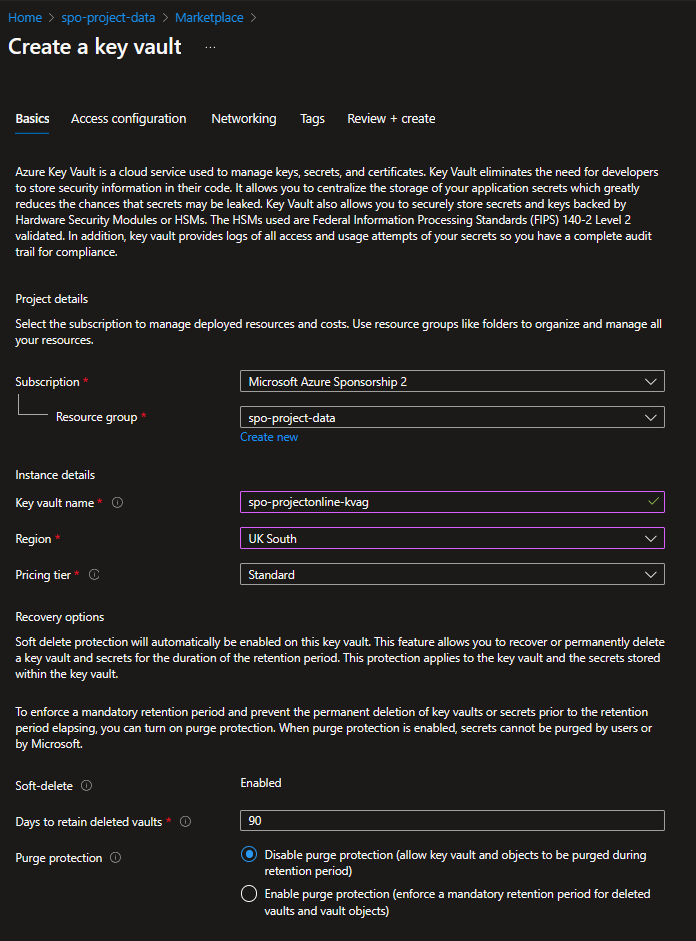 Home > spo-project-data > Marketplace >
Create a key vault ...
Basics Access configuration Networking Tags Review + create
Azure Key Vault is a cloud service used to manage keys, secrets, and certificates. Key Vault eliminates the need for developers
to store security information in their code. It allows you to centralize the storage of your application secrets which greatly
reduces the chances that secrets may be leaked. Key Vault also allows you to securely store secrets and keys backed by
Hardware Security Modules or HSMs. The HSMs used are Federal Information Processing Standards (FIPS) 140-2 Level 2
validated. In addition, key vault provides logs of all access and usage attempts of your secrets so you have a complete audit
trail for compliance.
Project details
Select the subscription to manage deployed resources and costs. Use resource groups like folders to organize and manage all
your resources.
Subscription * Microsoft Azure Sponsorship 2
Resource group * spo-project-data
Create new
Instance details
Key vault name * spo-projectonline-kvag
Region * UK South
Pricing tier * Standard
Recovery options
Soft delete protection will automatically be enabled on this key vault. This feature allows you to recover or permanently delete
a key vault and secrets for the duration of the retention period. This protection applies to the key vault and the secrets stored
within the key vault.
To enforce a mandatory retention period and prevent the permanent deletion of key vaults or secrets prior to the retention
period elapsing, you can turn on purge protection. When purge protection is enabled, secrets cannot be purged by users or
by Microsoft.
Soft-delete Enabled
Days to retain deleted vaults * 90
Purge protection Disable purge protection (allow key vault and objects to be purged during
retention period)
Enable purge protection (enforce a mandatory retention period for deleted
vaults and vault objects)